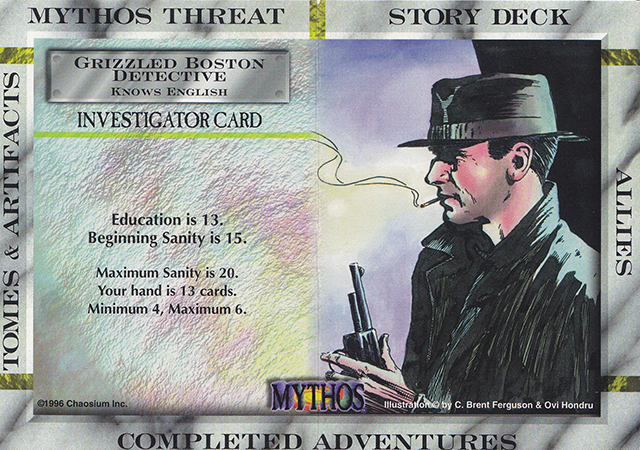 MYTHOS THREAT
STORY DECK
TOMES & ARTIFACTS
ALLIES
GRIZZLED BOSTON
DETECTIVE
KNOWS ENGLISH
INVESTIGATOR CARD
Education is 13.
Beginning Sanity is 15.
Maximum Sanity is 20.
Your hand is 13 cards.
Minimum 4, Maximum 6.
MYTHOS
©1996 Chaosium Inc.
Illustration © by C. Brent Ferguson & Ovi Hondru
COMPLETED ADVENTURES